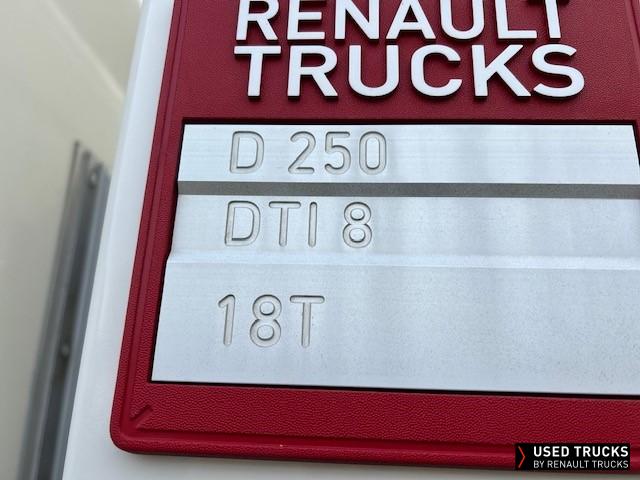 RENAULT
TRUCKS
D 250
DTI 8
18T
USED TRUCKS
BY RENAULT TRUCKS